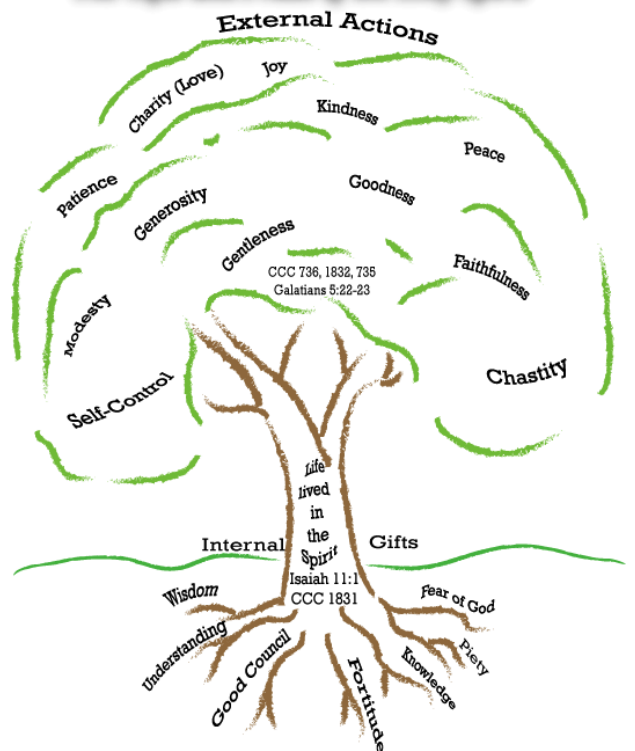 External Actions
Charity (Love)
Joy
Kindness
Peace
Patience
Generosity
Goodness
Gentleness
Faithfulness
CCC 736, 1832, 735
Galatians 5:22-23
Modesty
Chastity
Self-Control
Life
lived
in
the
Spirit
Internal
Gifts
Isaiah 11:1
CCC 1831
Wisdom
Understanding
Good Council
Fortitude
Knowledge
Piety
Fear of God